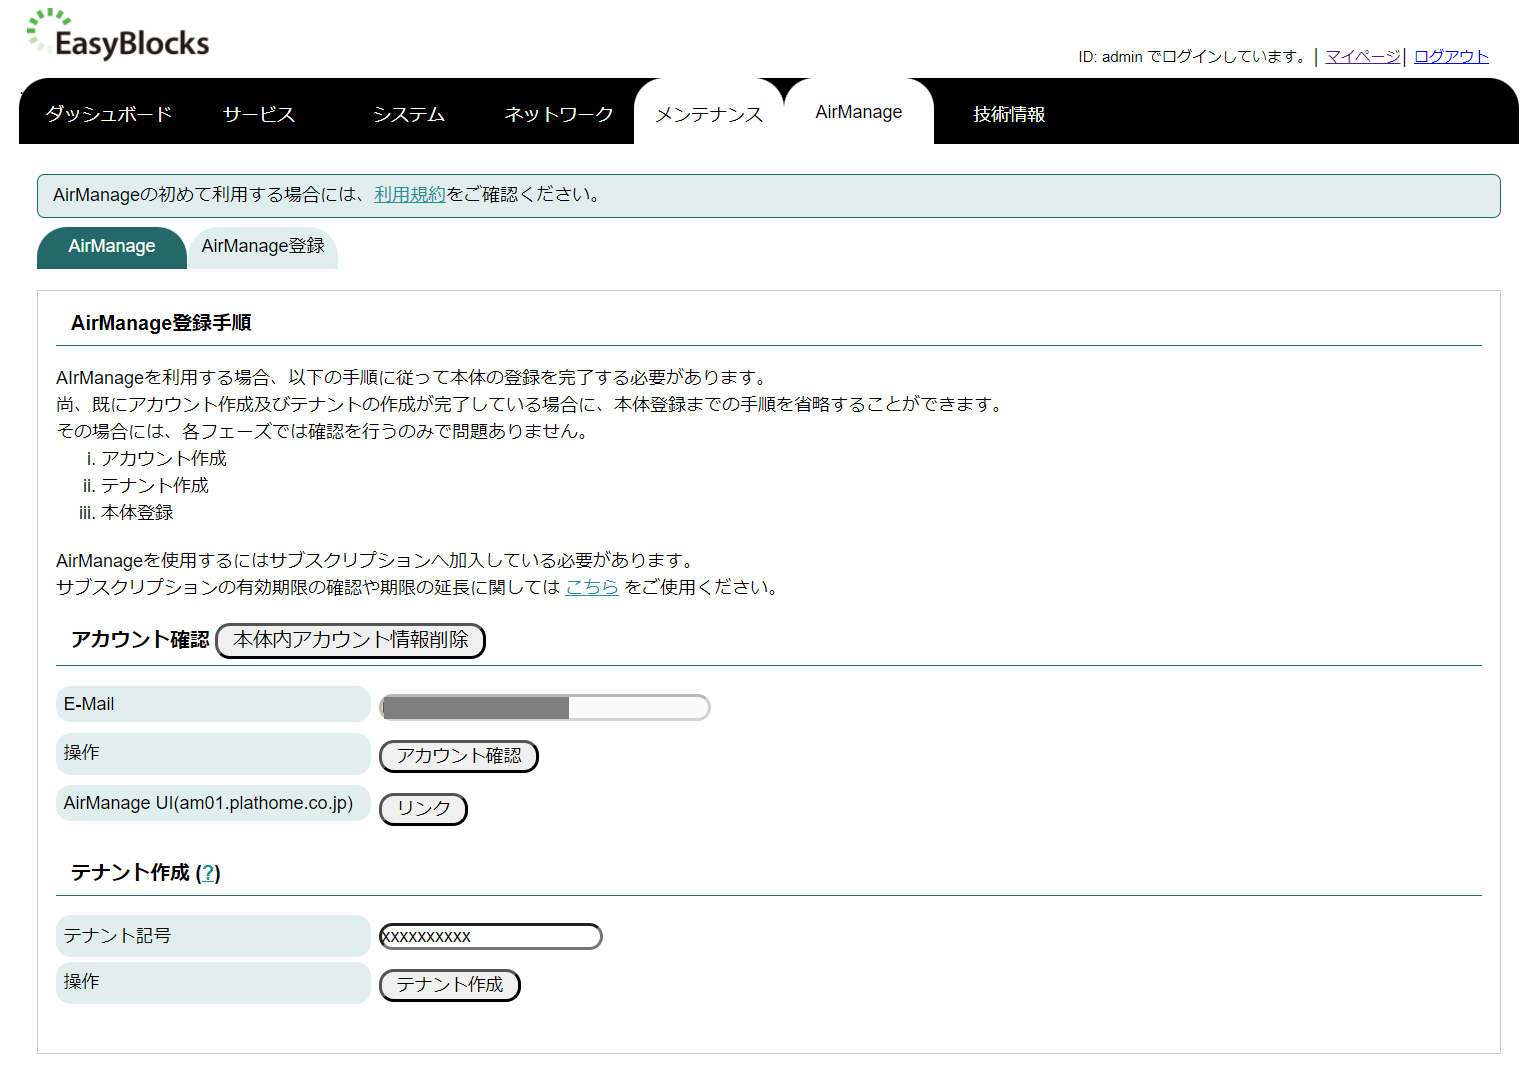 EasyBlocks
ID: admin でログインしています。 | マイページ | ログアウト
ダッシュボード サービス システム ネットワーク メンテナンス AirManage 技術情報
AirManageの初めて利用する場合には、利用規約をご確認ください。
AirManage AirManage登録
AirManage登録手順
AIrManageを利用する場合、以下の手順に従って本体の登録を完了する必要があります。
尚、既にアカウント作成及びテナントの作成が完了している場合に、本体登録までの手順を省略することができます。
その場合には、各フェーズでは確認を行うのみで問題ありません。
i. アカウント作成
ii. テナント作成
iii. 本体登録
AirManageを使用するにはサブスクリプションへ加入している必要があります。
サブスクリプションの有効期限の確認や期限の延長に関しては こちら をご使用ください。
アカウント確認 本体内アカウント情報削除
E-Mail
操作 アカウント確認
AirManage UI(am01.plathome.co.jp) リンク
テナント作成 (?)
テナント記号 xxxxxxxxxx
操作 テナント作成